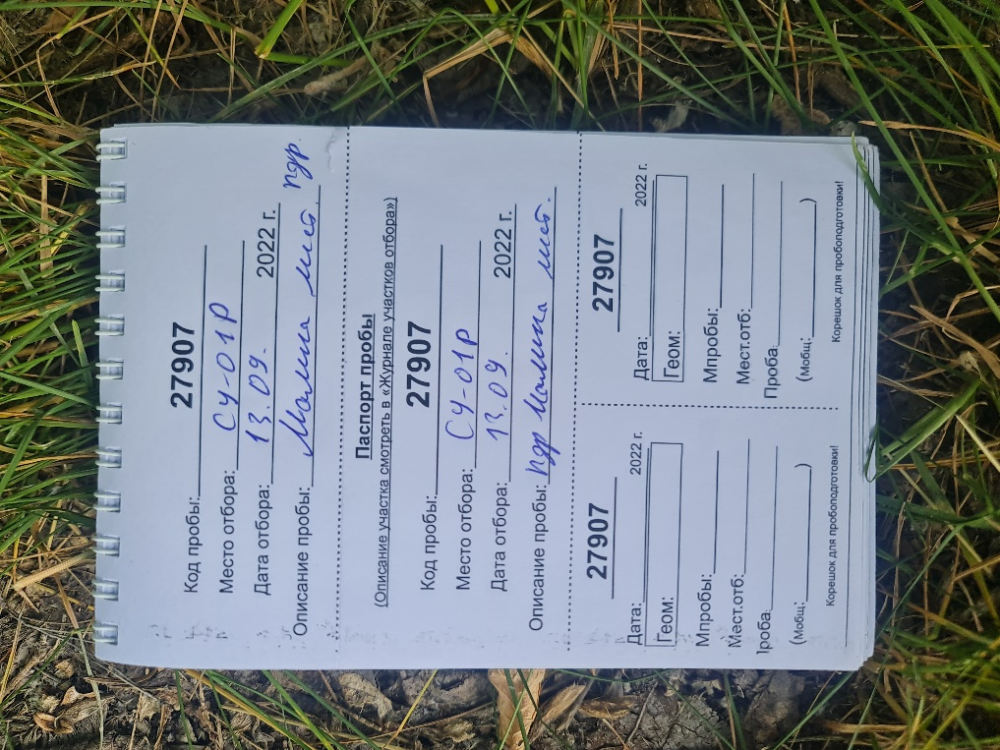 27907
Код пробы:
Место отбора: СУ-01Р
Дата отбора: 13.09. 2022 г.
Описание пробы: Малина лист. пдр.
Паспорт пробы
(Описание участка смотреть в «Журнале участков отбора»)
27907
Код пробы:
Место отбора: СУ-01Р
Дата отбора: 13.09. 2022 г.
Описание пробы: пдр Малина лист.
27907
Дата: 2022 г.
Геом:
Мпробы:
Мест.отб:
Проба
(Мобщ: )
Корешок для пробоподготовки!
27907
Дата: 2022 г.
Геом:
Мпробы:
Мест.отб:
Проба
(Мобщ: )
Корешок для пробоподготовки!